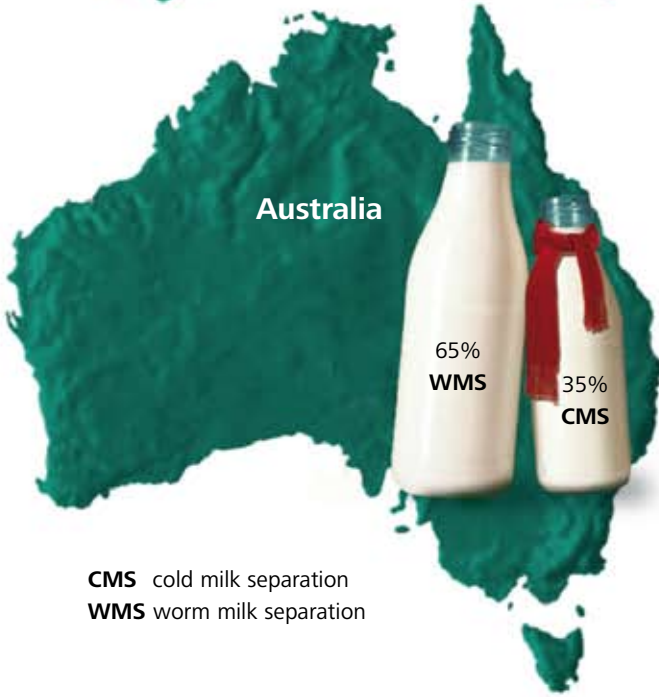 Australia
65%
WMS
35%
CMS
CMS cold milk separation
WMS worm milk separation